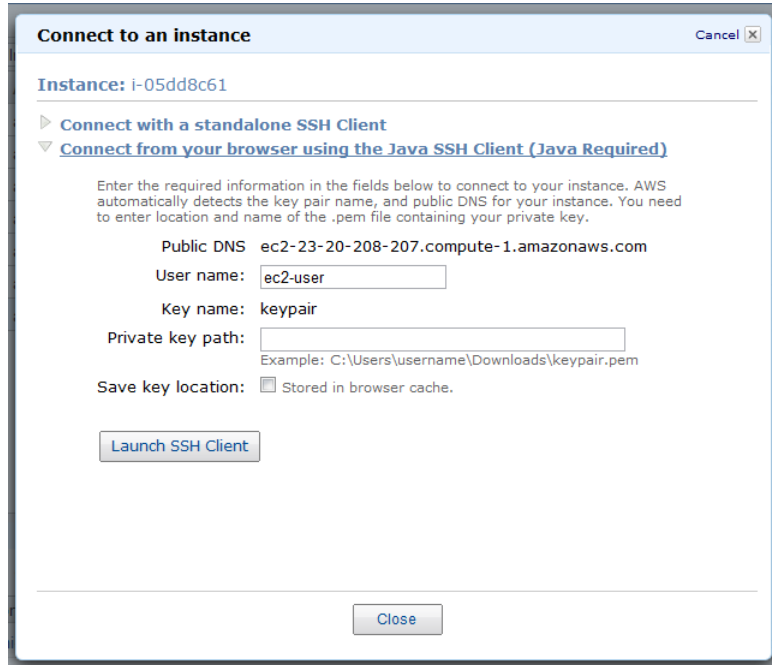 Connect to an instance
Cancel
Instance: i-05dd8c61
Connect with a standalone SSH Client
Connect from your browser using the Java SSH Client (Java Required)
Enter the required information in the fields below to connect to your instance. AWS
automatically detects the key pair name, and public DNS for your instance. You need
to enter location and name of the .pem file containing your private key.
Public DNS ec2-23-20-208-207.compute-1.amazonaws.com
User name: ec2-user
Key name: keypair
Private key path:
Example: C:\Users\username\Downloads\keypair.pem
Save key location: Stored in browser cache.
Launch SSH Client
Close